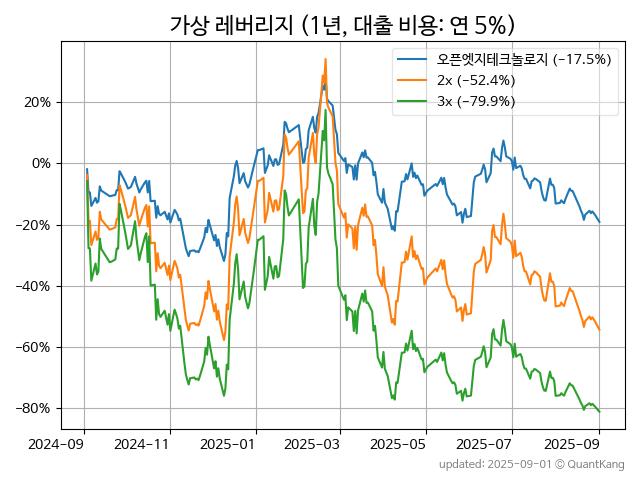 가상 레버리지 (1년, 대출 비용: 연 5%)
오픈엣지테크놀로지 (−17.5%)
2x (−52.4%)
3x (−79.9%)
20%
0%
−20%
−40%
−60%
−80%
2024-09 2024-11 2025-01 2025-03 2025-05 2025-07 2025-09
updated: 2025-09-01 © QuantKang